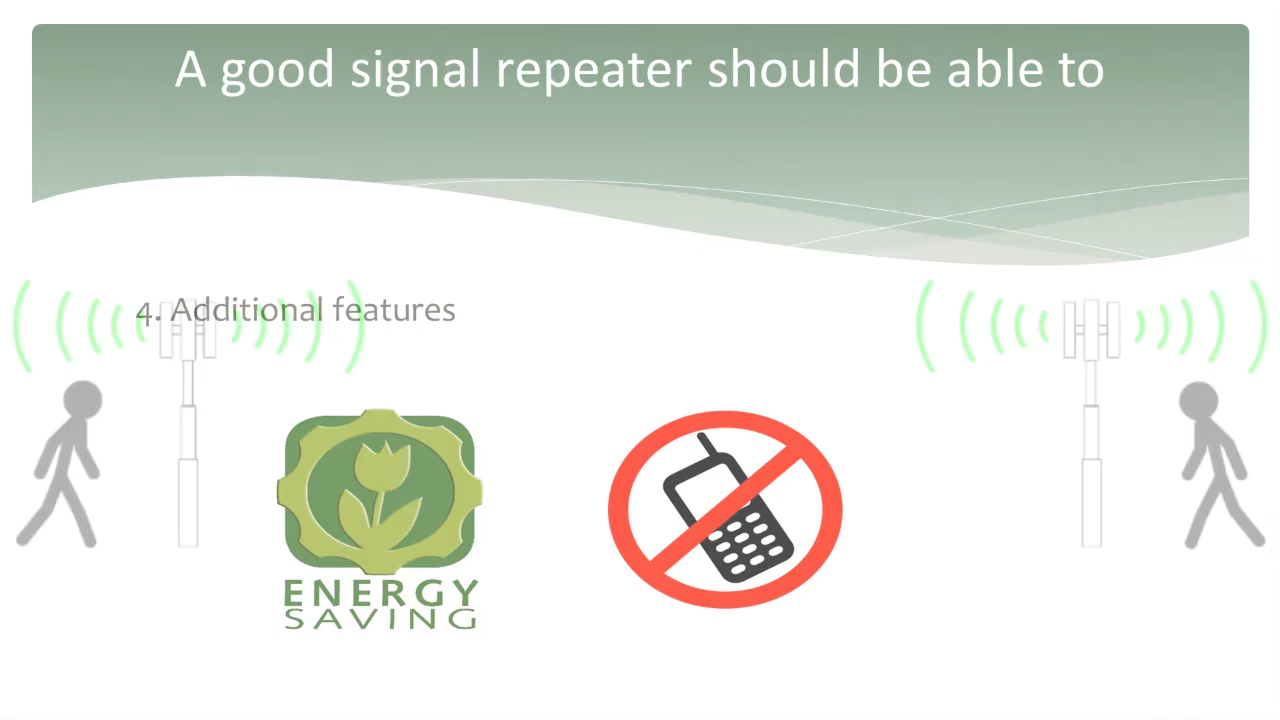 A good signal repeater should be able to
4. Additional features
ENERGY
SAVING